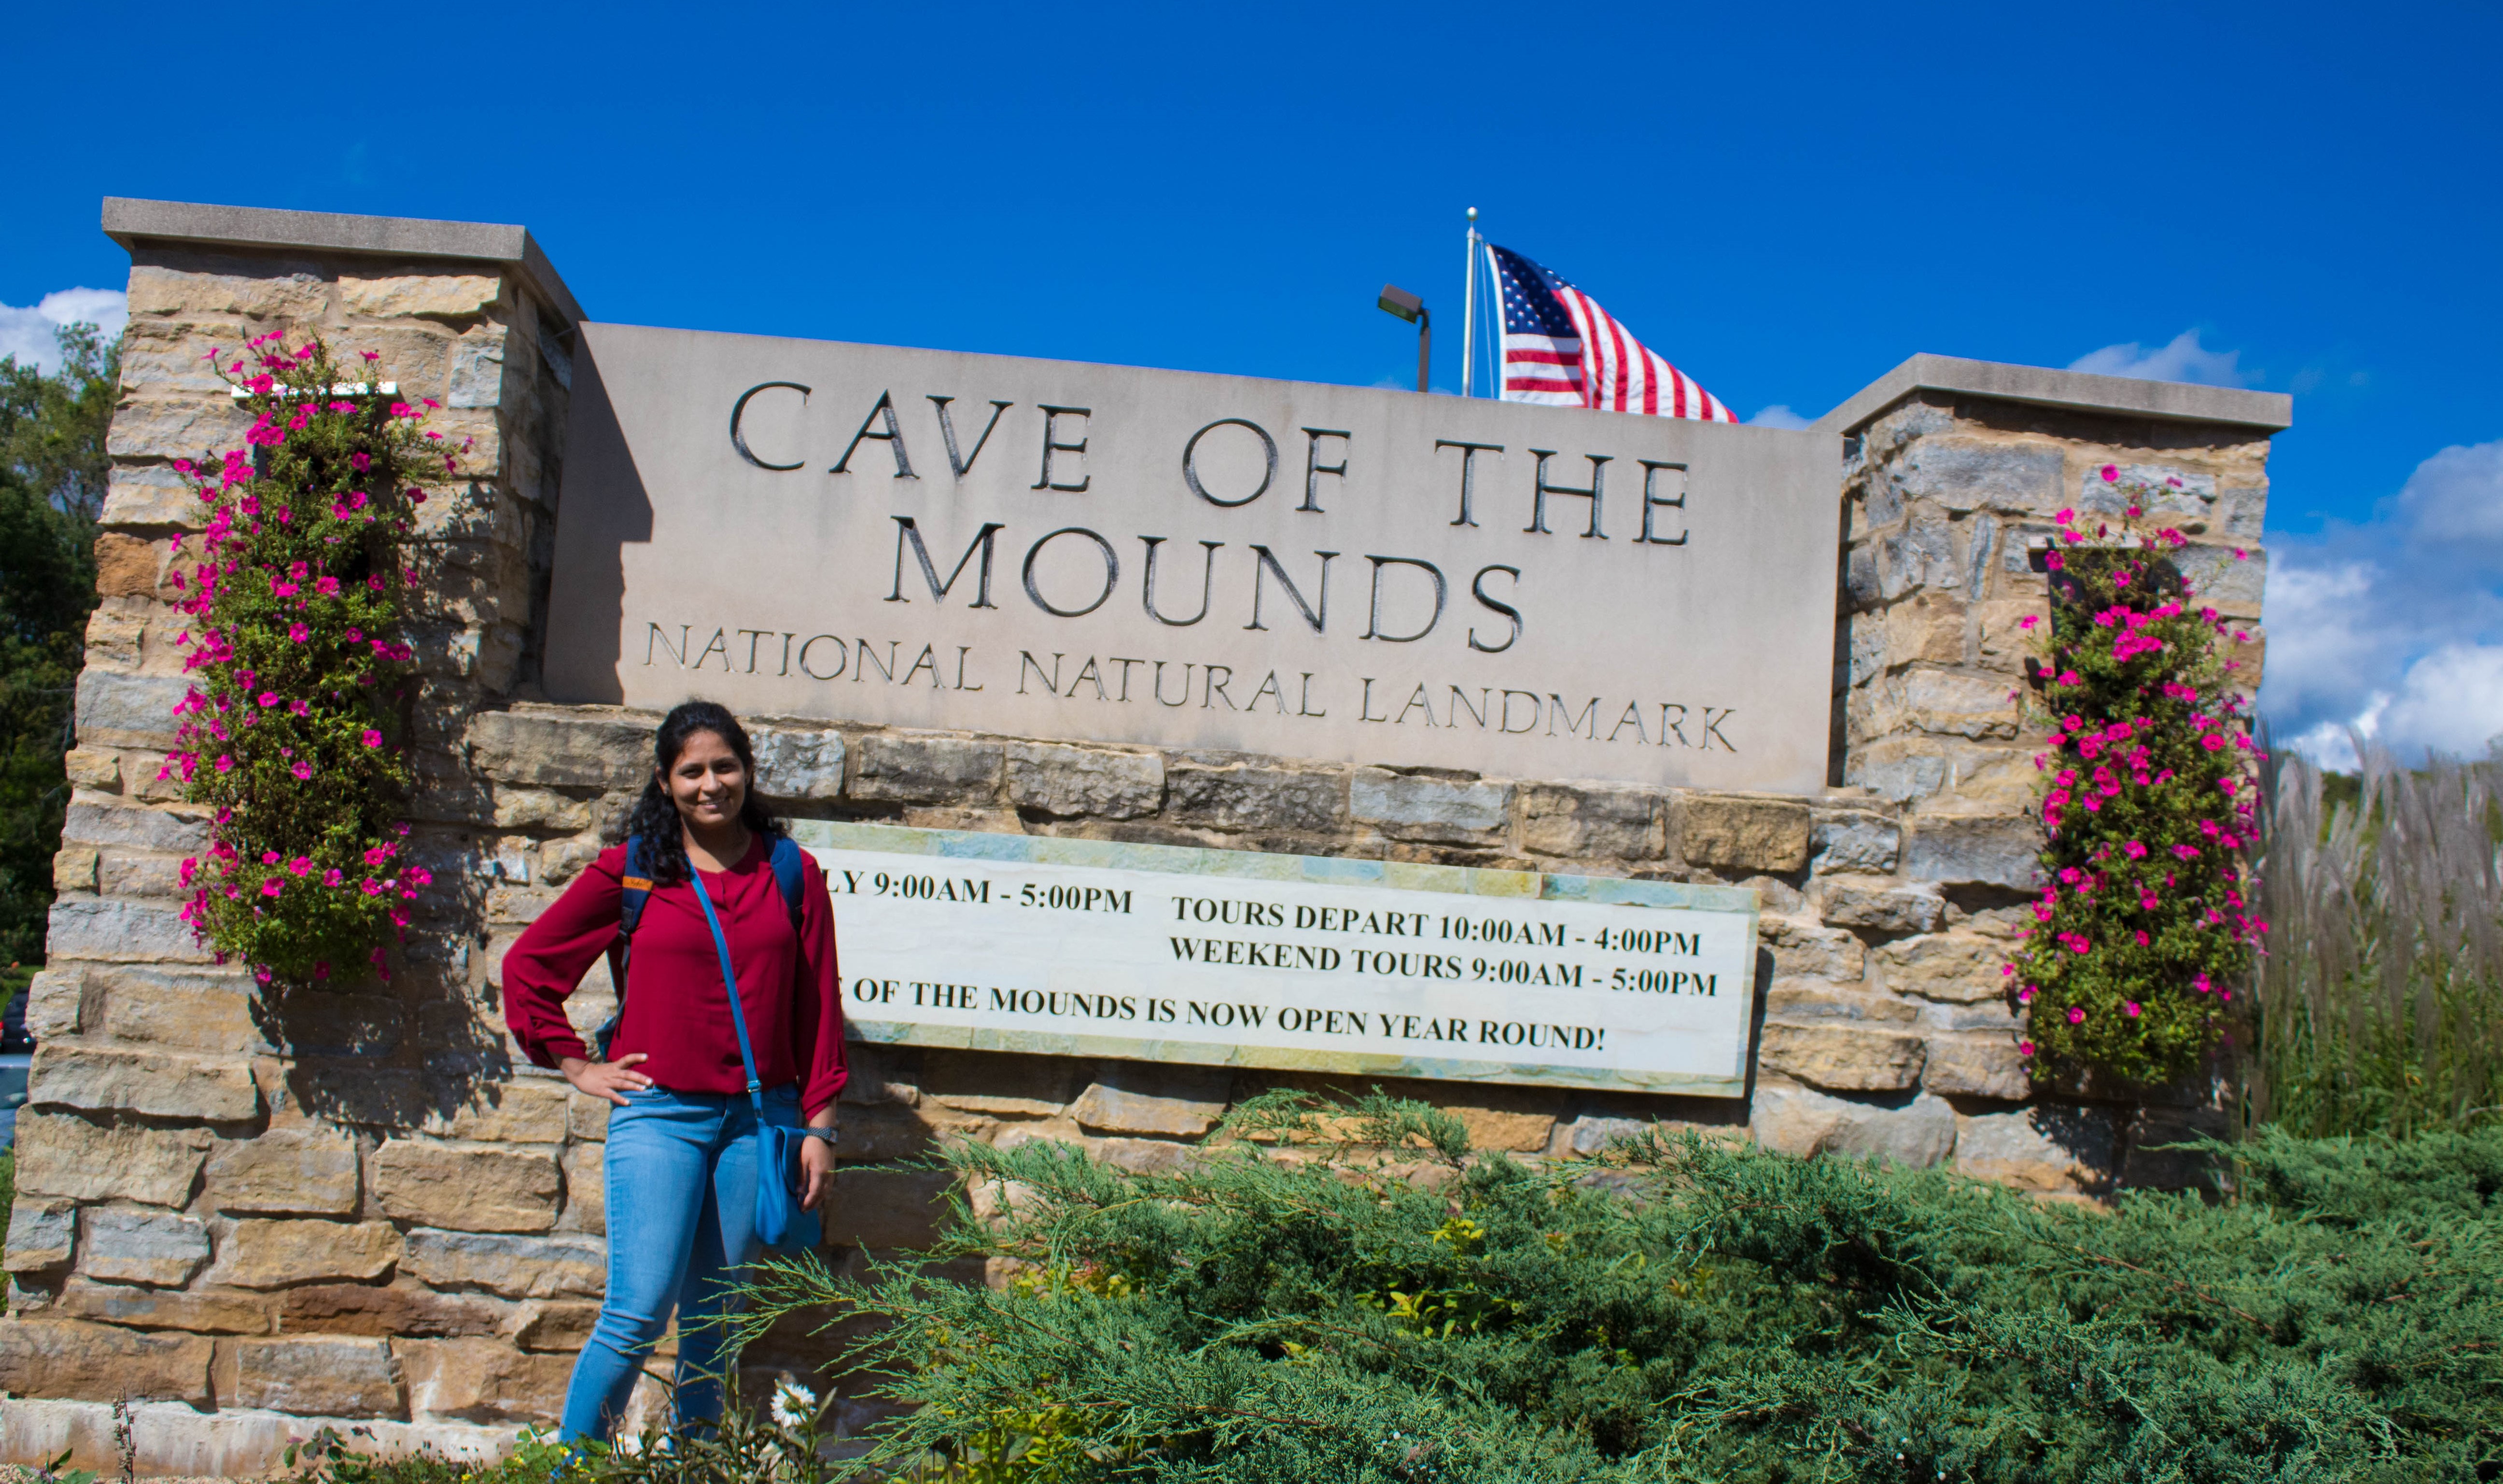 CAVE OF THE
MOUNDS
NATIONAL NATURAL LANDMARK
LY 9:00AM - 5:00PM
TOURS DEPART 10:00AM - 4:00PM
WEEKEND TOURS 9:00AM - 5:00PM
OF THE MOUNDS IS NOW OPEN YEAR ROUND!